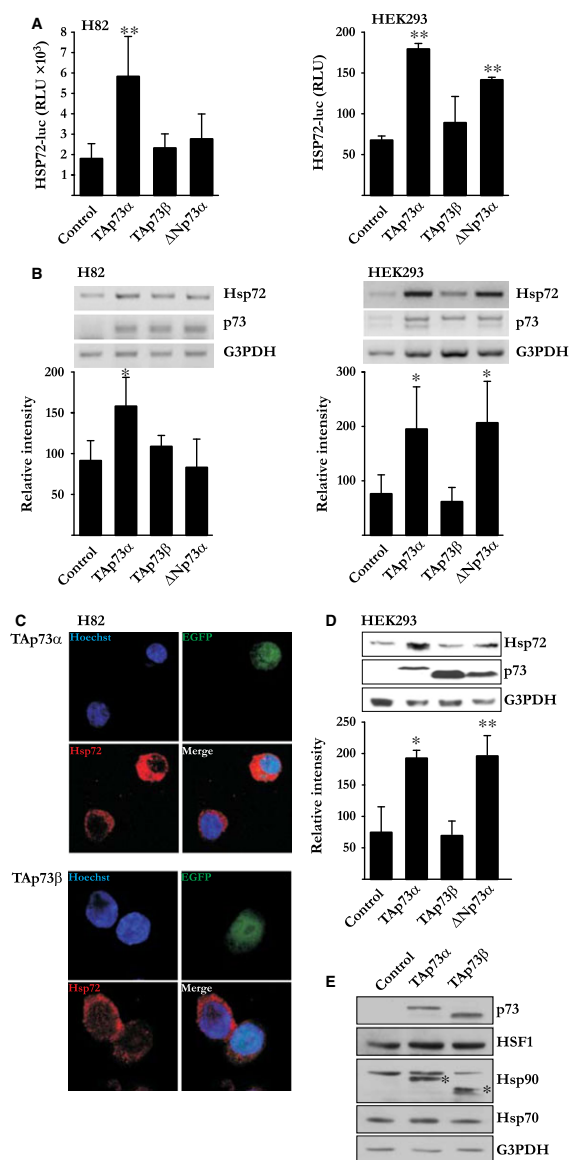 A
H82
HEK293
HSP72-luc (RLU ×10³)
8
7
6
5
4
3
2
1
**
Control
TAp73α
TAp73β
ΔNp73α
HSP72-luc (RLU)
200
150
100
50
**
**
Control
TAp73α
TAp73β
ΔNp73α
B
H82
HEK293
Hsp72
p73
G3PDH
Hsp72
p73
G3PDH
Relative intensity
200
150
100
50
*
Control
TAp73α
TAp73β
ΔNp73α
Relative intensity
300
200
100
*
*
Control
TAp73α
TAp73β
ΔNp73α
C
H82
TAp73α
Hoechst
EGFP
Hsp72
Merge
TAp73β
Hoechst
EGFP
Hsp72
Merge
D
HEK293
Hsp72
p73
G3PDH
Relative intensity
250
200
150
100
50
*
**
Control
TAp73α
TAp73β
ΔNp73α
E
Control
TAp73α
TAp73β
p73
HSF1
Hsp90
*
*
Hsp70
G3PDH